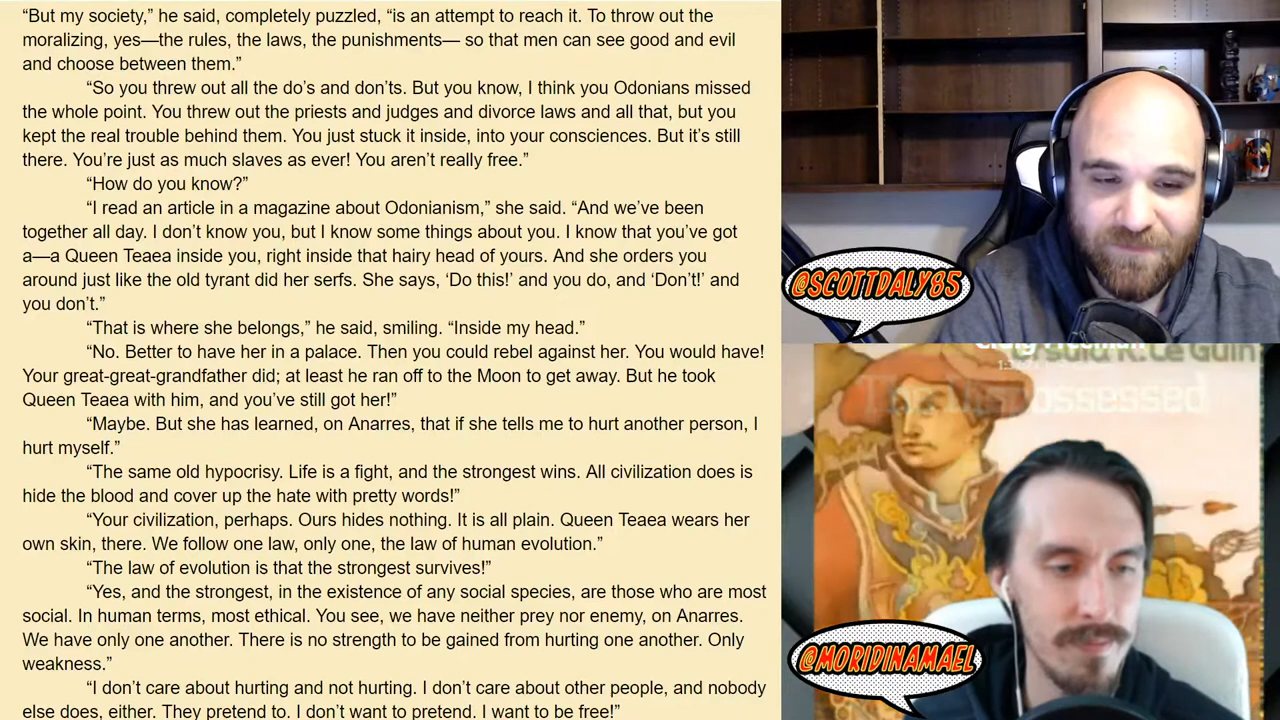 “But my society,” he said, completely puzzled, “is an attempt to reach it. To throw out the
moralizing, yes—the rules, the laws, the punishments— so that men can see good and evil
and choose between them.”
“So you threw out all the do’s and don’ts. But you know, I think you Odonians missed
the whole point. You threw out the priests and judges and divorce laws and all that, but you
kept the real trouble behind them. You just stuck it inside, into your consciences. But it’s still
there. You’re just as much slaves as ever! You aren’t really free.”
“How do you know?”
“I read an article in a magazine about Odonianism,” she said. “And we’ve been
together all day. I don’t know you, but I know some things about you. I know that you’ve got
a—a Queen Teaea inside you, right inside that hairy head of yours. And she orders you
around just like the old tyrant did her serfs. She says, ‘Do this!’ and you do, and ‘Don’t!’ and
you don’t.”
“That is where she belongs,” he said, smiling. “Inside my head.”
“No. Better to have her in a palace. Then you could rebel against her. You would have!
Your great-great-grandfather did; at least he ran off to the Moon to get away. But he took
Queen Teaea with him, and you’ve still got her!”
“Maybe. But she has learned, on Anarres, that if she tells me to hurt another person, I
hurt myself.”
“The same old hypocrisy. Life is a fight, and the strongest wins. All civilization does is
hide the blood and cover up the hate with pretty words!”
“Your civilization, perhaps. Ours hides nothing. It is all plain. Queen Teaea wears her
own skin, there. We follow one law, only one, the law of human evolution.”
“The law of evolution is that the strongest survives!”
“Yes, and the strongest, in the existence of any social species, are those who are most
social. In human terms, most ethical. You see, we have neither prey nor enemy, on Anarres.
We have only one another. There is no strength to be gained from hurting one another. Only
weakness.”
“I don’t care about hurting and not hurting. I don’t care about other people, and nobody
else does, either. They pretend to. I don’t want to pretend. I want to be free!”
@SCOTTDALY85
Ursula K. Le Guin
@MORIDINAMAEL